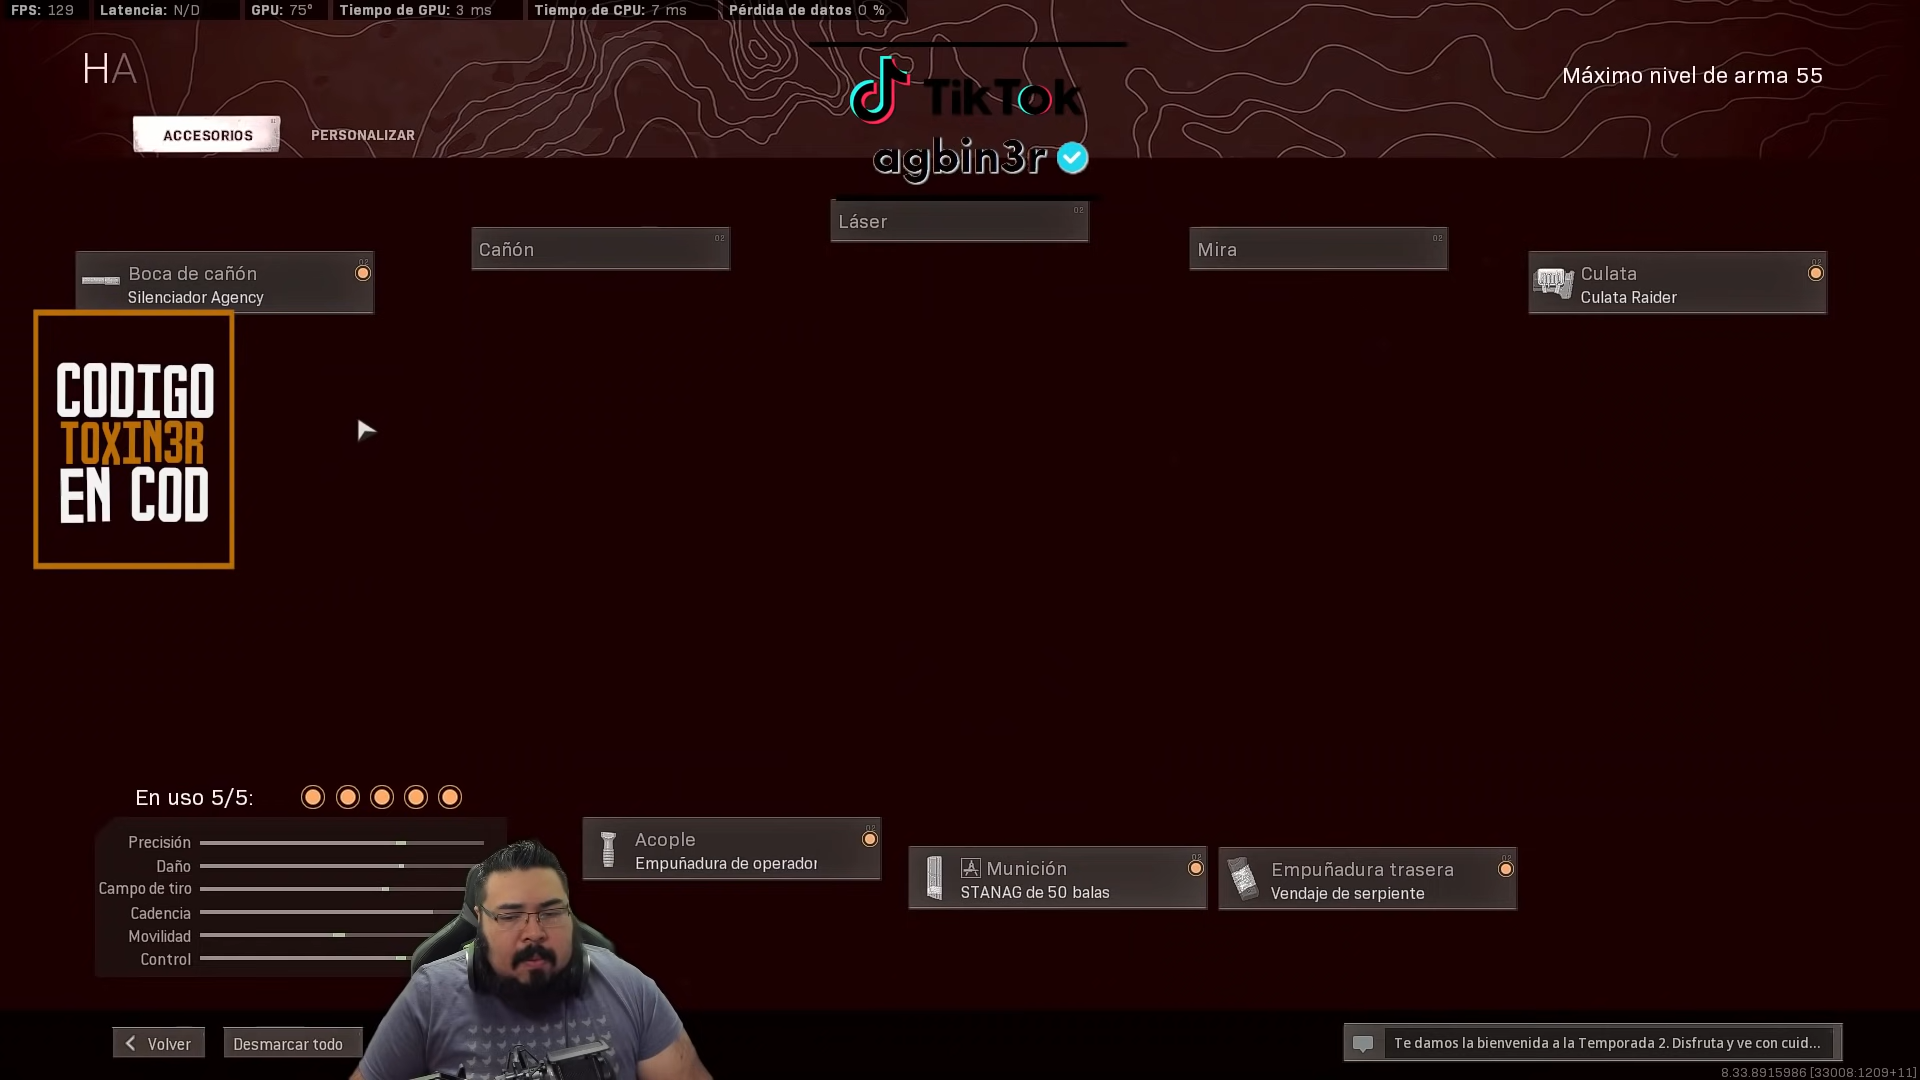 FPS: 129 Latencia: N/D GPU: 75° Tiempo de GPU: 3 ms Tiempo de CPU: 7 ms Pérdida de datos 0 %
HA
Máximo nivel de arma 55
TikTok
agbin3r
ACCESORIOS PERSONALIZAR
Láser
Cañón
Mira
Boca de cañón
Silenciador Agency
Culata
Culata Raider
CODIGO
TOXIN3R
EN COD
En uso 5/5:
Precisión
Daño
Campo de tiro
Cadencia
Movilidad
Control
Acople
Empuñadura de operador
Munición
STANAG de 50 balas
Empuñadura trasera
Vendaje de serpiente
Volver Desmarcar todo
Te damos la bienvenida a la Temporada 2. Disfruta y ve con cuid...
8.33.8915986 [33008:1209+11]